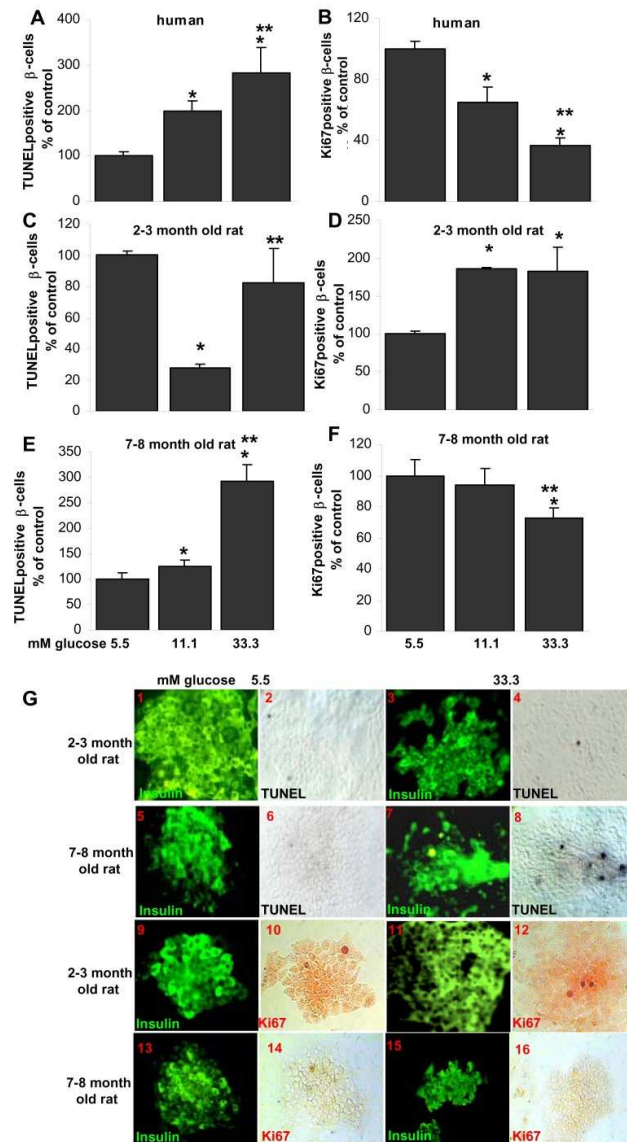 A
human
TUNELpositive β-cells
% of control
400
300
200
100
0
*
**
*
B
human
Ki67positive β-cells
% of control
120
80
40
0
*
**
*
C
2-3 month old rat
TUNELpositive β-cells
% of control
120
100
80
60
40
20
0
*
**
D
2-3 month old rat
Ki67positive β-cels
% of control
200
150
100
50
0
*
*
E
7-8 month old rat
TUNELpositive β-cells
% of control
350
300
250
200
150
100
50
0
*
**
*
mM glucose 5.5 11.1 33.3
F
7-8 month old rat
Ki67positive β-cells
% of control
120
100
80
60
40
20
0
**
*
5.5 11.1 33.3
G
mM glucose 5.5 33.3
2-3 month
old rat
1 2 3 4
Insulin TUNEL Insulin TUNEL
7-8 month
old rat
5 6 7 8
Insulin TUNEL Insulin TUNEL
2-3 month
old rat
9 10 11 12
Insulin Ki67 Insulin Ki67
7-8 month
old rat
13 14 15 16
Insulin Ki67 Insulin Ki67